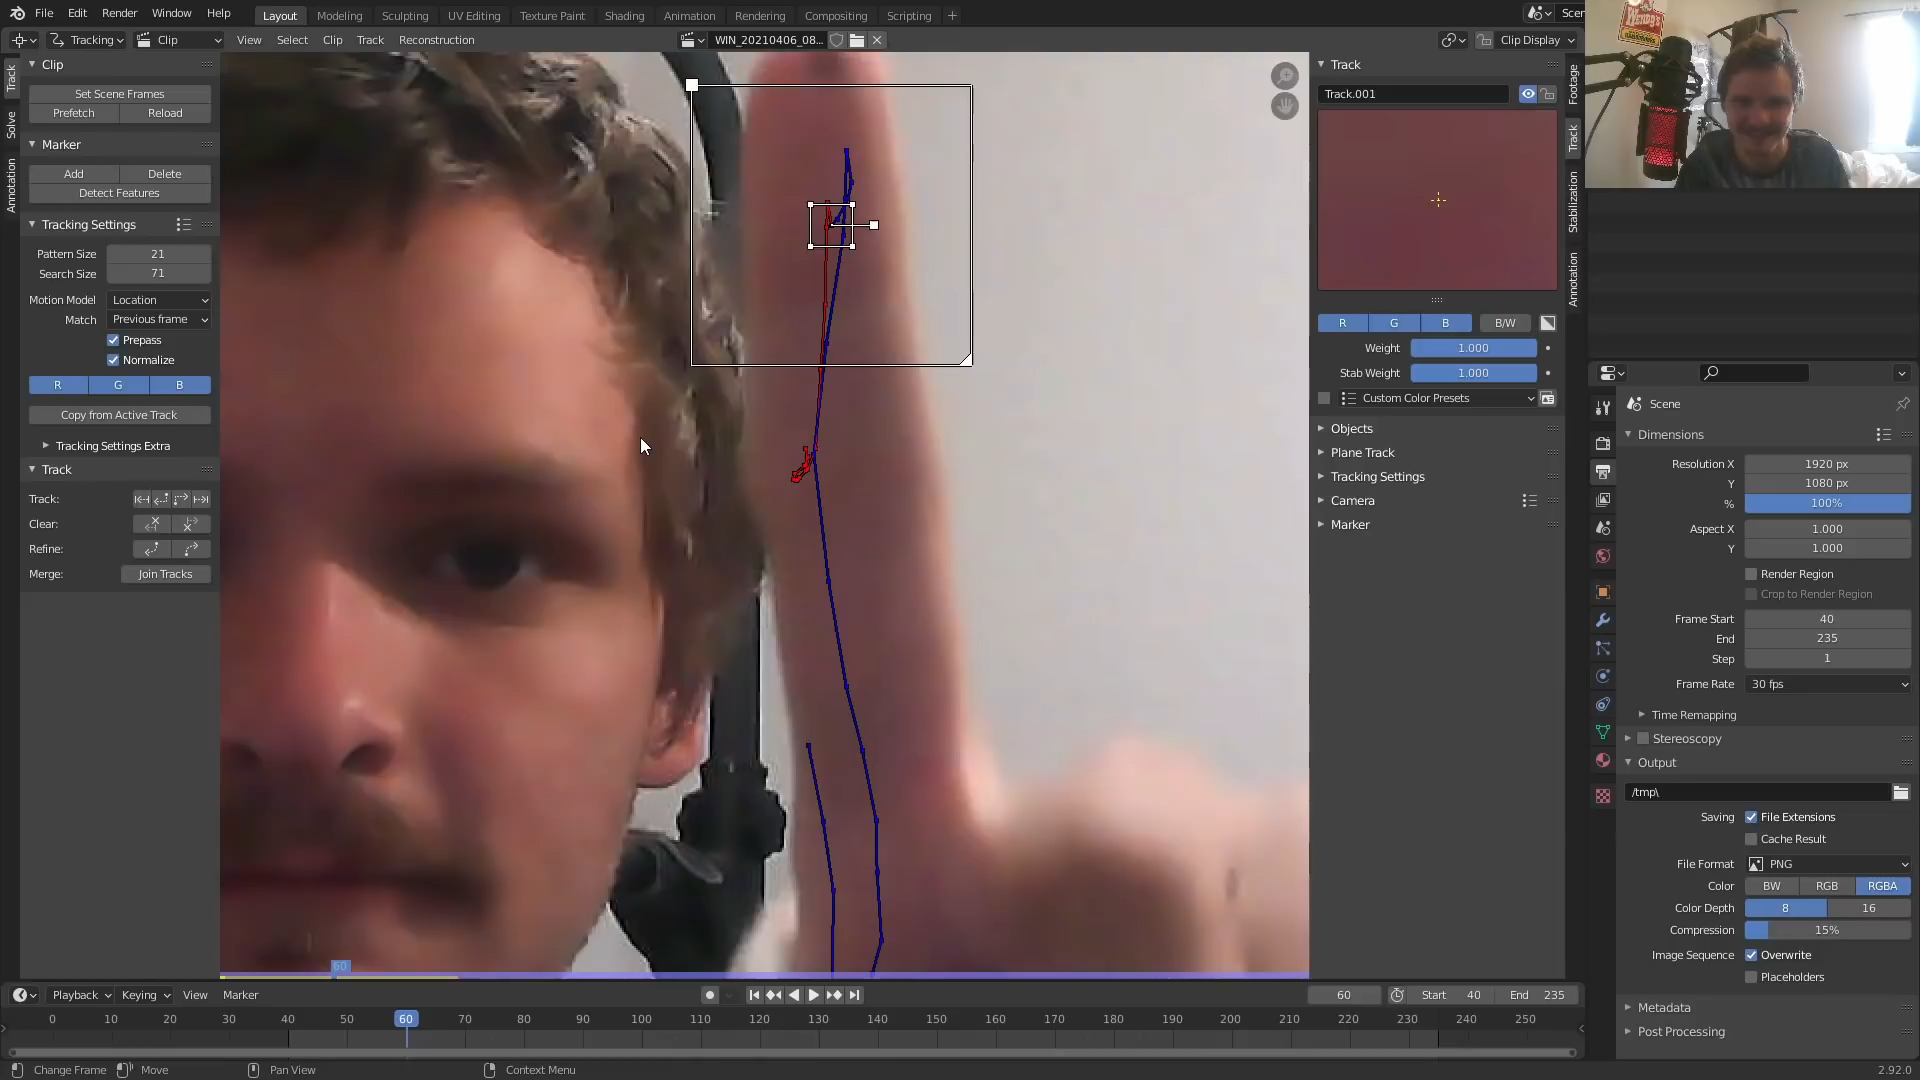 File Edit Render Window Help Layout Modeling Sculpting UV Editing Texture Paint Shading Animation Rendering Compositing Scripting +
Tracking Clip View Select Clip Track Reconstruction WIN_20210406_08... Clip Display
Clip
Set Scene Frames
Prefetch Reload
Marker
Add Delete
Detect Features
Tracking Settings
Pattern Size 21
Search Size 71
Motion Model Location
Match Previous frame
Prepass
Normalize
R G B
Copy from Active Track
Tracking Settings Extra
Track
Track:
Clear:
Refine:
Merge: Join Tracks
Track
Solve
Annotation
60
Track
Track.001
R G B B/W
Weight 1.000
Stab Weight 1.000
Custom Color Presets
Objects
Plane Track
Tracking Settings
Camera
Marker
Footage
Track
Stabilization
Annotation
Wendy's
Scene
Dimensions
Resolution X 1920 px
Y 1080 px
% 100%
Aspect X 1.000
Y 1.000
Render Region
Crop to Render Region
Frame Start 40
End 235
Step 1
Frame Rate 30 fps
Time Remapping
Stereoscopy
Output
/tmp\
Saving File Extensions
Cache Result
File Format PNG
Color BW RGB RGBA
Color Depth 8 16
Compression 15%
Image Sequence Overwrite
Placeholders
Metadata
Post Processing
Playback Keying View Marker 60 Start 40 End 235
0 10 20 30 40 50 60 70 80 90 100 110 120 130 140 150 160 170 180 190 200 210 220 230 240 250
Change Frame Move Pan View Context Menu 2.92.0